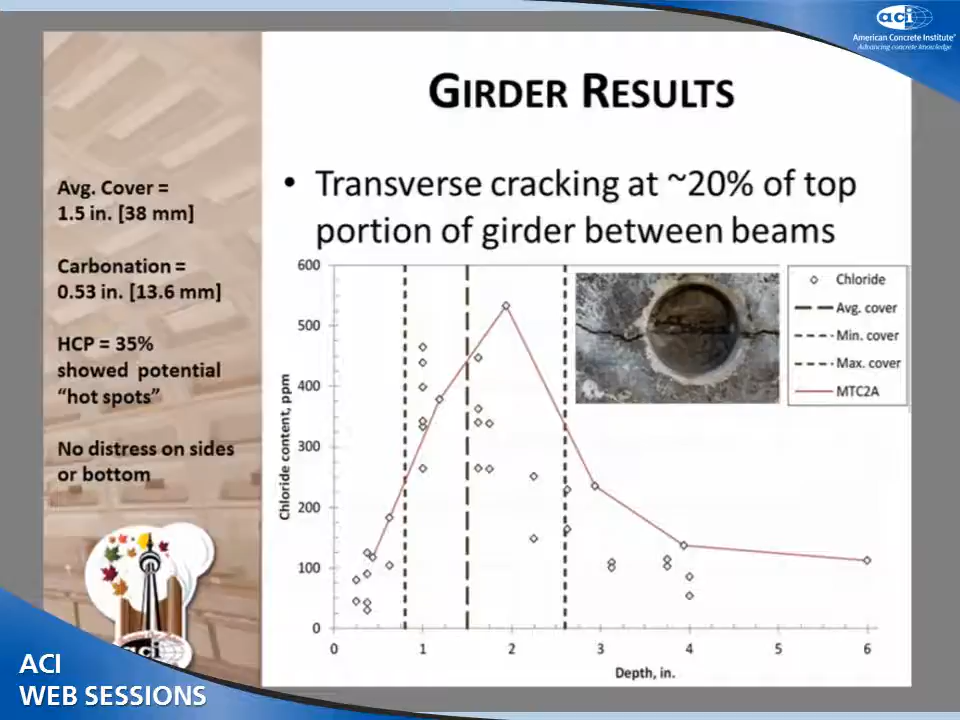 aci
American Concrete Institute®
Advancing concrete knowledge
GIRDER RESULTS
Avg. Cover =
1.5 in. [38 mm]
Carbonation =
0.53 in. [13.6 mm]
HCP = 35%
showed potential
“hot spots”
No distress on sides
or bottom
• Transverse cracking at ~20% of top
portion of girder between beams
Chloride content, ppm
600
500
400
300
200
100
0
0 1 2 3 4 5 6
Depth, in.
Chloride
Avg. cover
Min. cover
Max. cover
MTC2A
aci
ACI
WEB SESSIONS